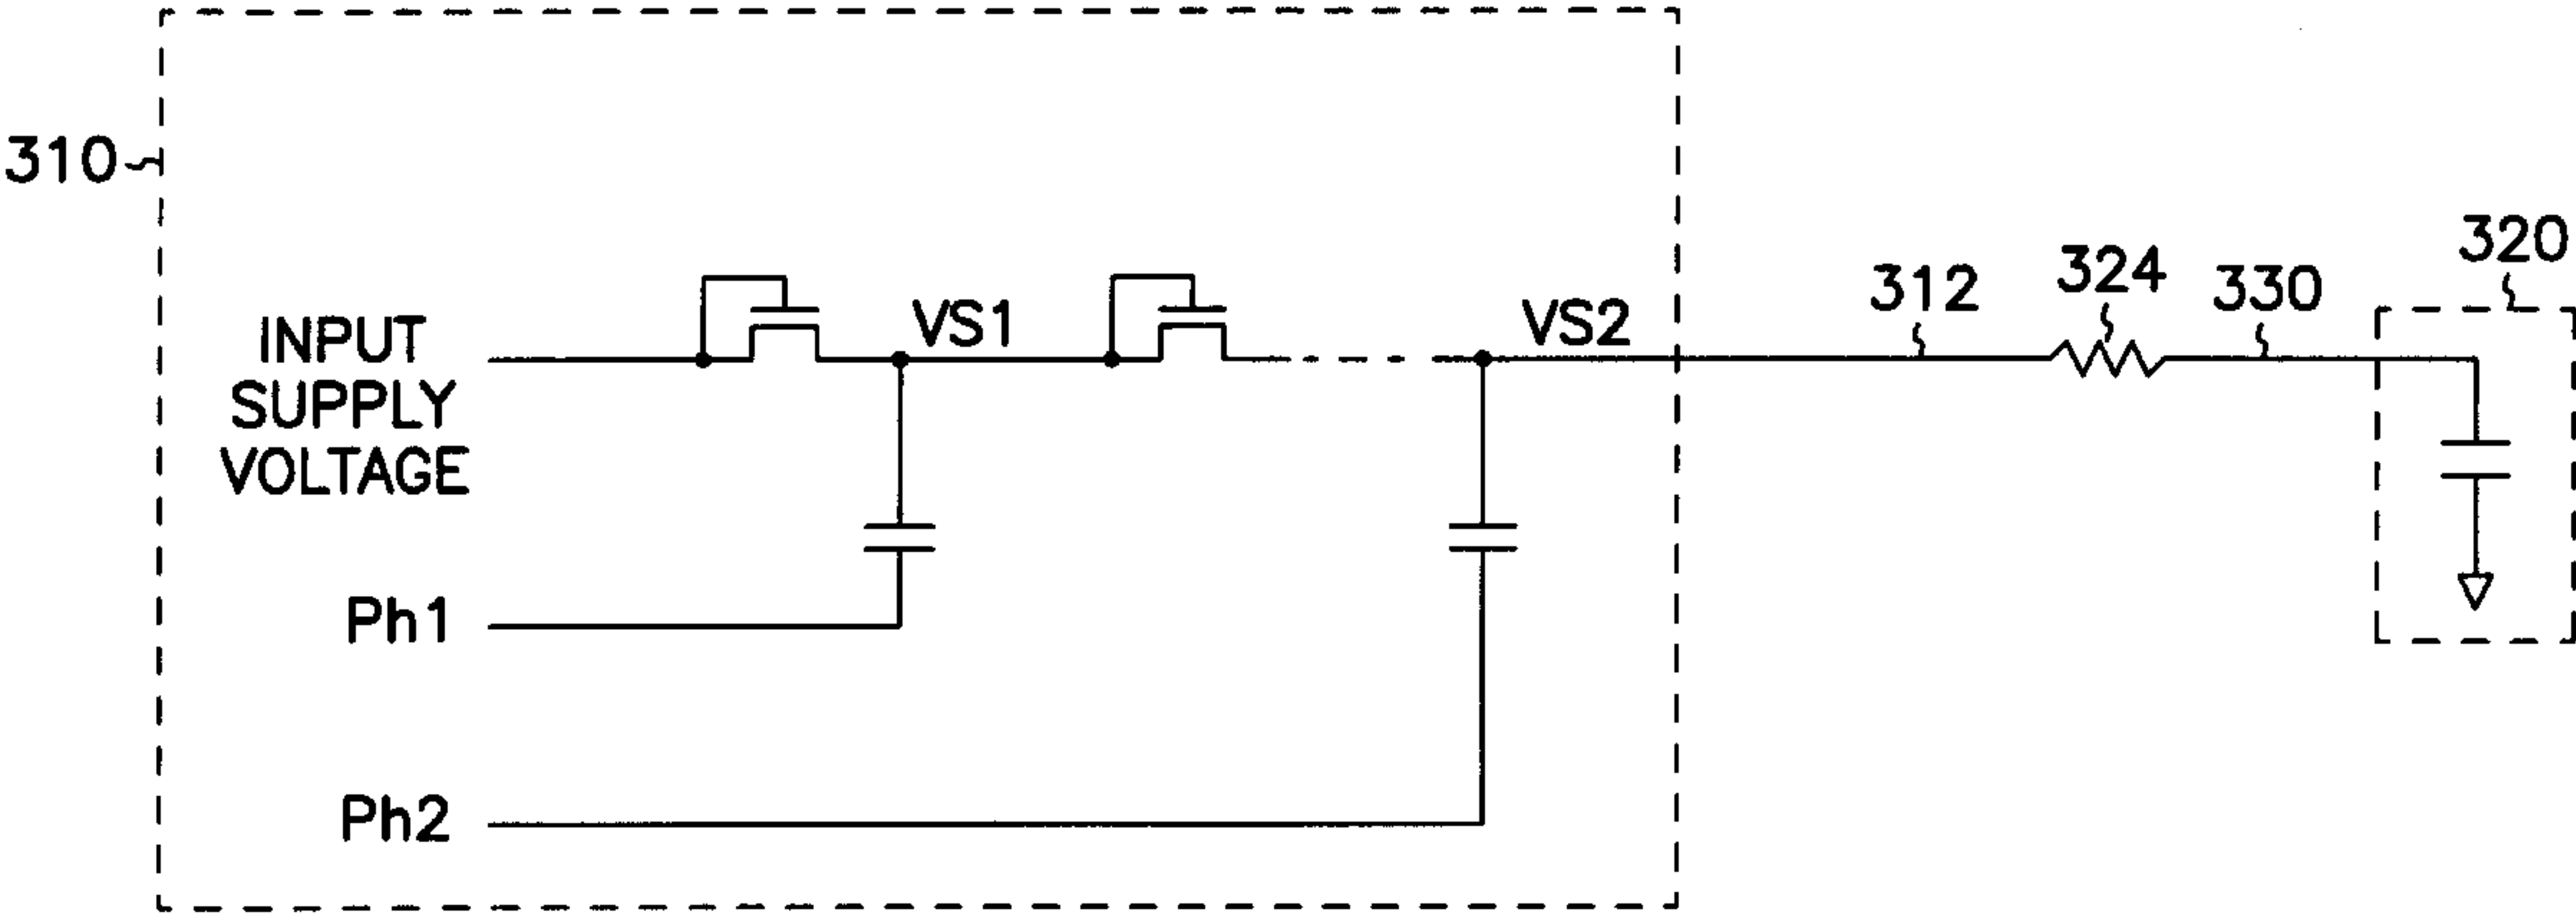 310
INPUT
SUPPLY
VOLTAGE
VS1
VS2
312
324
330
320
Ph1
Ph2